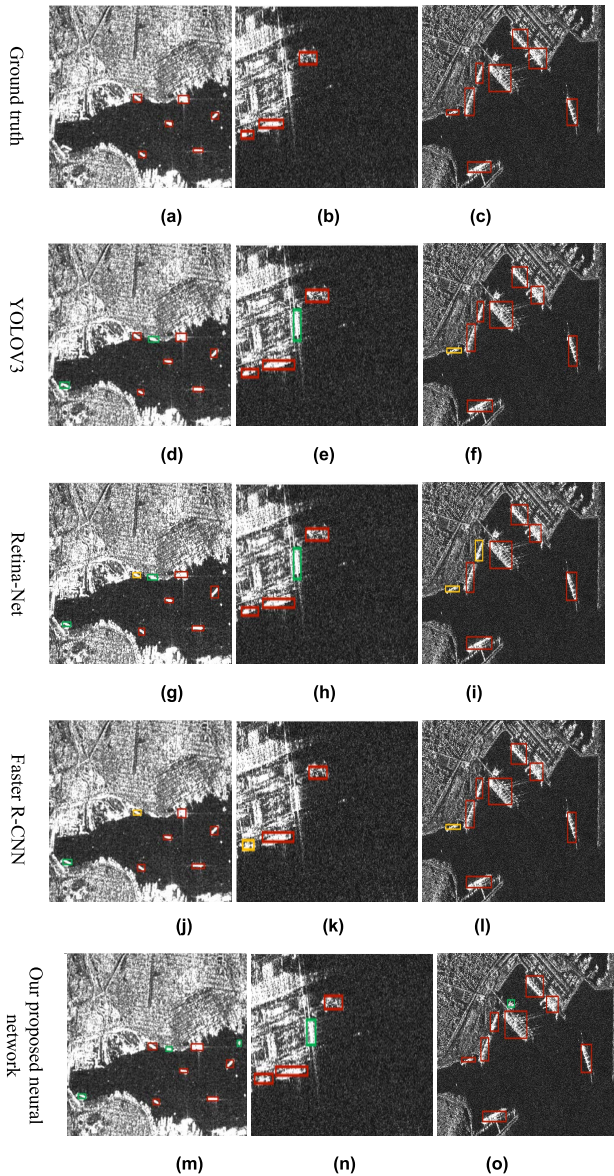 Ground truth
(a) (b) (c)
YOLOV3
(d) (e) (f)
Retina-Net
(g) (h) (i)
Faster R-CNN
(j) (k) (l)
Our proposed neural
network
(m) (n) (o)